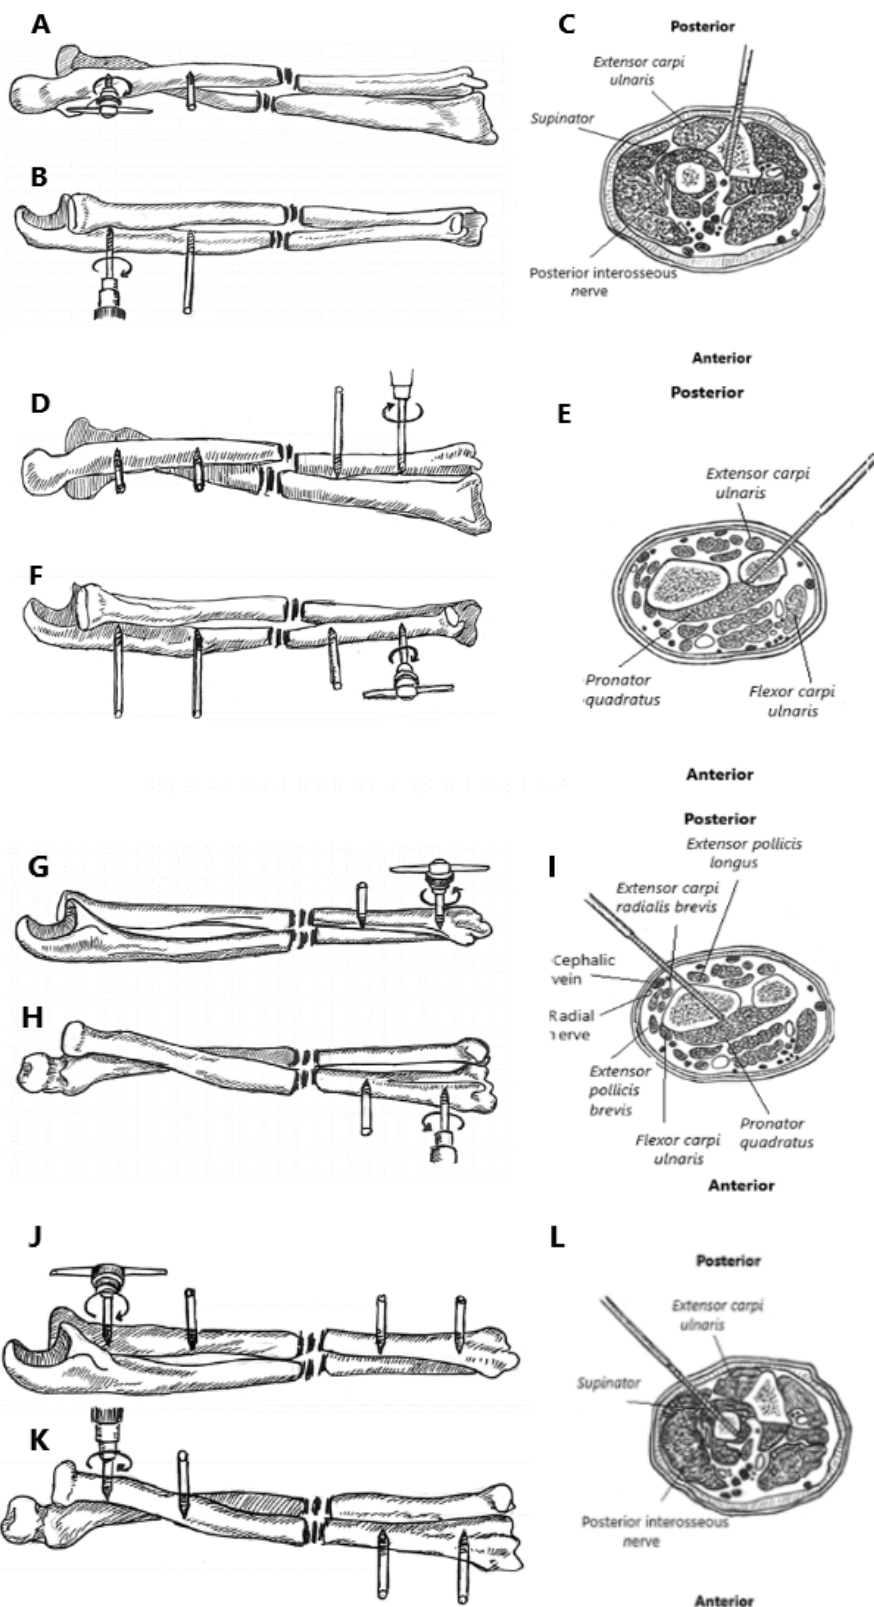 A
B
C
Posterior
Extensor carpi
ulnaris
Supinator
Posterior interosseous
nerve
Anterior
D
E
Posterior
Extensor carpi
ulnaris
F
Pronator
quadratus
Flexor carpi
ulnaris
Anterior
Posterior
G
I
Extensor pollicis
longus
Extensor carpi
radialis brevis
Cephalic
vein
Radial
nerve
H
Extensor
pollicis
brevis
Flexor carpi
ulnaris
Pronator
quadratus
Anterior
J
L
Posterior
Extensor carpi
ulnaris
Supinator
K
Posterior interosseous
nerve
Anterior